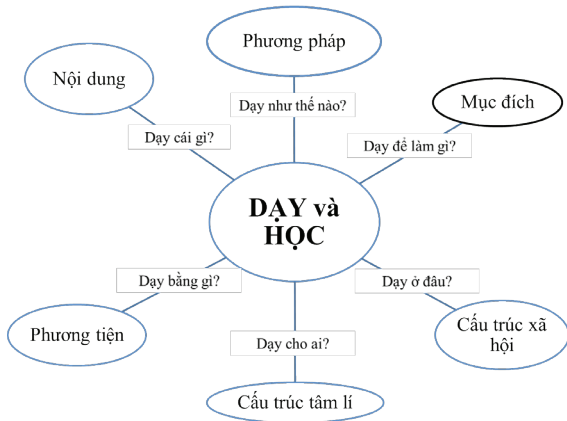 Phương pháp
Nội dung
Mục đích
Dạy như thế nào?
Dạy cái gì?
Dạy để làm gì?
DẠY và
HỌC
Dạy bằng gì?
Dạy ở đâu?
Phương tiện
Cấu trúc xã
hội
Dạy cho ai?
Cấu trúc tâm lí